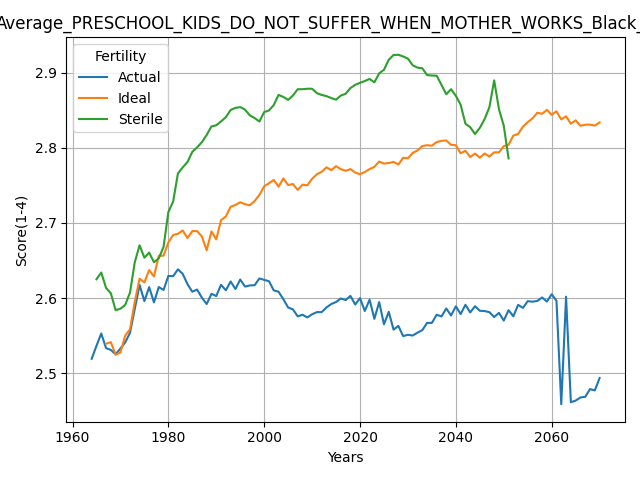 Average_PRESCHOOL_KIDS_DO_NOT_SUFFER_WHEN_MOTHER_WORKS_Black_
Fertility
Actual
Ideal
Sterile
2.9
2.8
2.7
2.6
2.5
Score(1-4)
1960 1980 2000 2020 2040 2060
Years